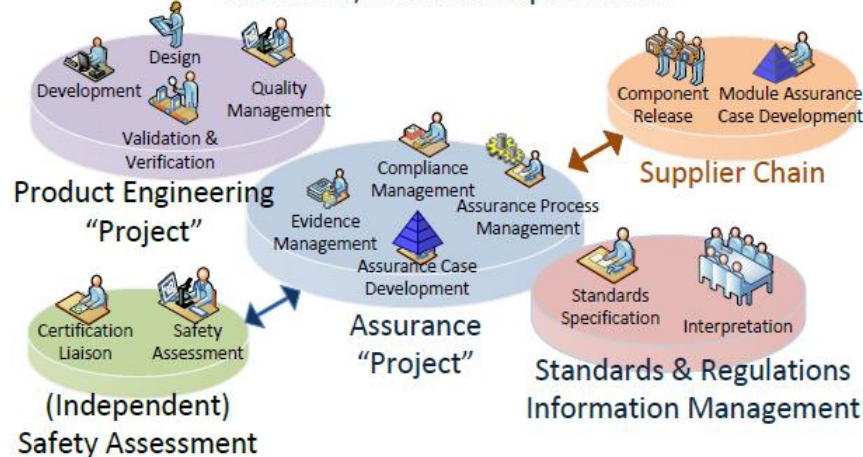 Design
Development
Quality
Management
Validation &
Verification
Product Engineering
“Project”
Component
Release
Module Assurance
Case Development
Supplier Chain
Compliance
Management
Evidence
Management
Assurance Process
Management
Assurance Case
Development
Assurance
“Project”
Certification
Liaison
Safety
Assessment
(Independent)
Safety Assessment
Standards
Specification
Interpretation
Standards & Regulations
Information Management